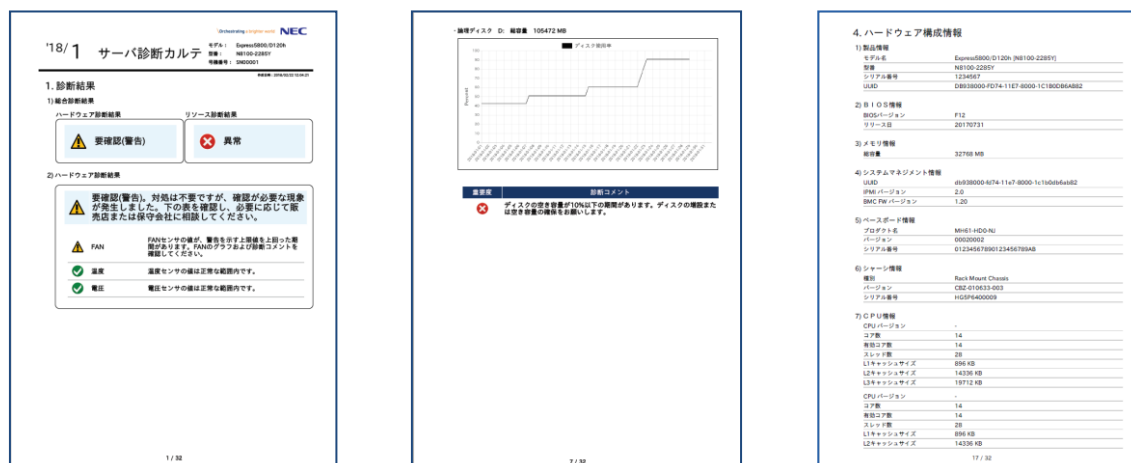 Orchestrating a brighter world NEC
'18/ 1 サーバ診断カルテ
モデル： Express5800/D120h
型番： N8100-2285Y
号機番号： SN00001
1. 診断結果
1) 総合診断結果
ハードウェア診断結果 リソース診断結果
要確認(警告) 異常
2) ハードウェア診断結果
要確認(警告)。対処は不要ですが、確認が必要な現象
が発生しました。下の表を確認し、必要に応じて販
売店または保守会社に相談してください。
FAN
FANセンサの値が、警告を示す上限値を上回った期
間があります。FANのグラフおよび診断コメントを
確認してください。
温度 温度センサの値は正常な範囲内です。
電圧 電圧センサの値は正常な範囲内です。
1 / 32
・論理ディスク D: 総容量 105472 MB
ディスク使用率
Percent
100
90
80
70
60
50
40
30
20
10
0
重要度 診断コメント
ディスクの空き容量が10%以下の期間があります。ディスクの増設また
は空き容量の確保をお願いします。
7 / 32
4. ハードウェア構成情報
1) 製品情報
モデル名 Express5800/D120h [N8100-2285Y]
型番 N8100-2285Y
シリアル番号 1234567
UUID DB938000-FD74-11E7-8000-1C1B0DB6AB82
2) ＢＩＯＳ情報
BIOSバージョン F12
リリース日 20170731
3) メモリ情報
総容量 32768 MB
4) システムマネジメント情報
UUID db938000-fd74-11e7-8000-1c1b0db6ab82
IPMI バージョン 2.0
BMC FW バージョン 1.20
5) ベースボード情報
プロダクト名 MH61-HD0-NJ
バージョン 00020002
シリアル番号 01234567890123456789AB
6) シャーシ情報
種別 Rack Mount Chassis
バージョン CBZ-010633-003
シリアル番号 HG5P6400009
7) ＣＰＵ情報
CPU バージョン -
コア数 14
有効コア数 14
スレッド数 28
L1キャッシュサイズ 896 KB
L2キャッシュサイズ 14336 KB
L3キャッシュサイズ 19712 KB
CPU バージョン -
コア数 14
有効コア数 14
スレッド数 28
L1キャッシュサイズ 896 KB
L2キャッシュサイズ 14336 KB
17 / 32